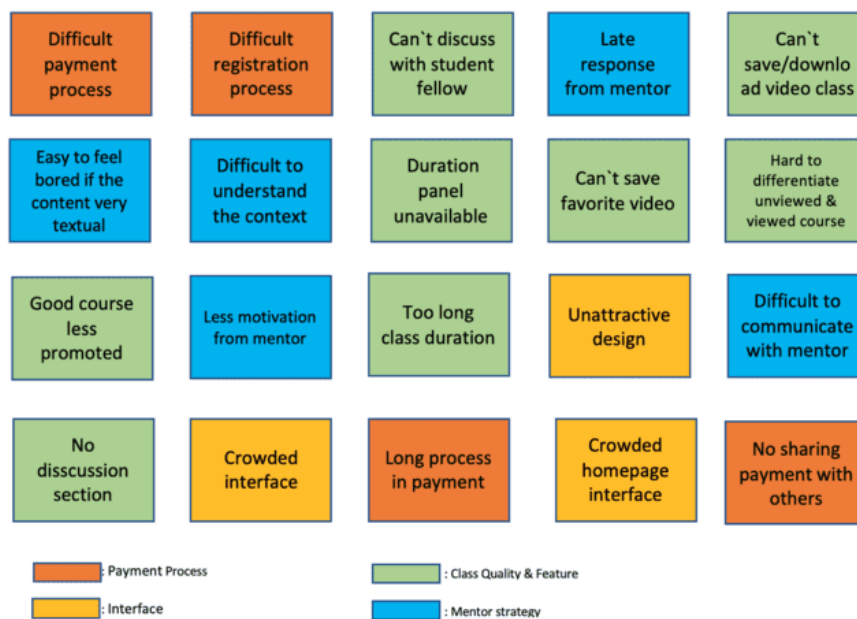 Difficult
payment
process
Difficult
registration
process
Can`t discuss
with student
fellow
Late
response
from mentor
Can`t
save/downlo
ad video class
Easy to feel
bored if the
content very
textual
Difficult to
understand
the context
Duration
panel
unavailable
Can`t save
favorite video
Hard to
differentiate
unviewed &
viewed course
Good course
less
promoted
Less motivation
from mentor
Too long
class duration
Unattractive
design
Difficult to
communicate
with mentor
No
disscussion
section
Crowded
interface
Long process
in payment
Crowded
homepage
interface
No sharing
payment with
others
: Payment Process
: Class Quality & Feature
: Interface
: Mentor strategy